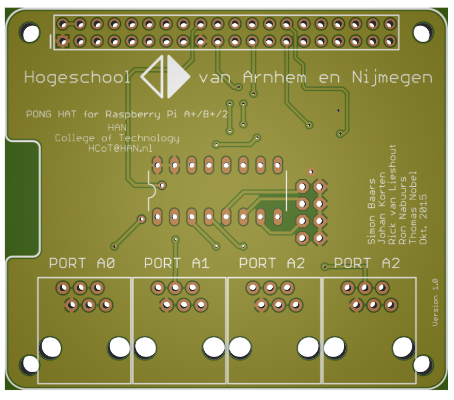 Hogeschool van Arnhem en Nijmegen
PONG HAT for Raspberry Pi A+/B+/2
HAN
College of Technology
HCoT@HAN.nl
Simon Baars
Johan Korten
Rick van Lieshout
Ron Nabuurs
Thomas Nobel
Okt. 2015
PORT A0
PORT A1
PORT A2
PORT A2
Version 1.0